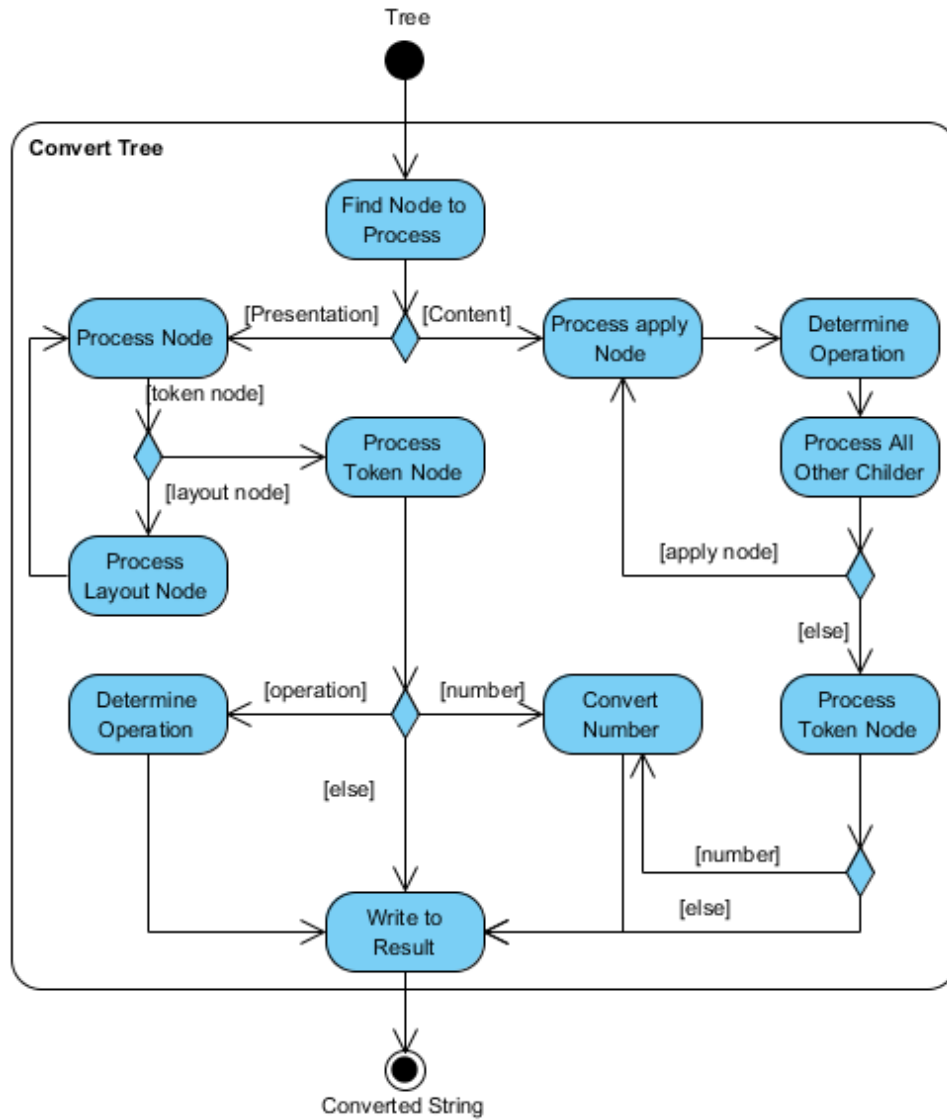 Tree
Convert Tree
Find Node to
Process
[Presentation]
[Content]
Process Node
Process apply
Node
Determine
Operation
[token node]
Process
Token Node
Process All
Other Childer
[layout node]
[apply node]
Process
Layout Node
[else]
[operation]
[number]
Determine
Operation
Convert
Number
Process
Token Node
[else]
[number]
[else]
Write to
Result
Converted String